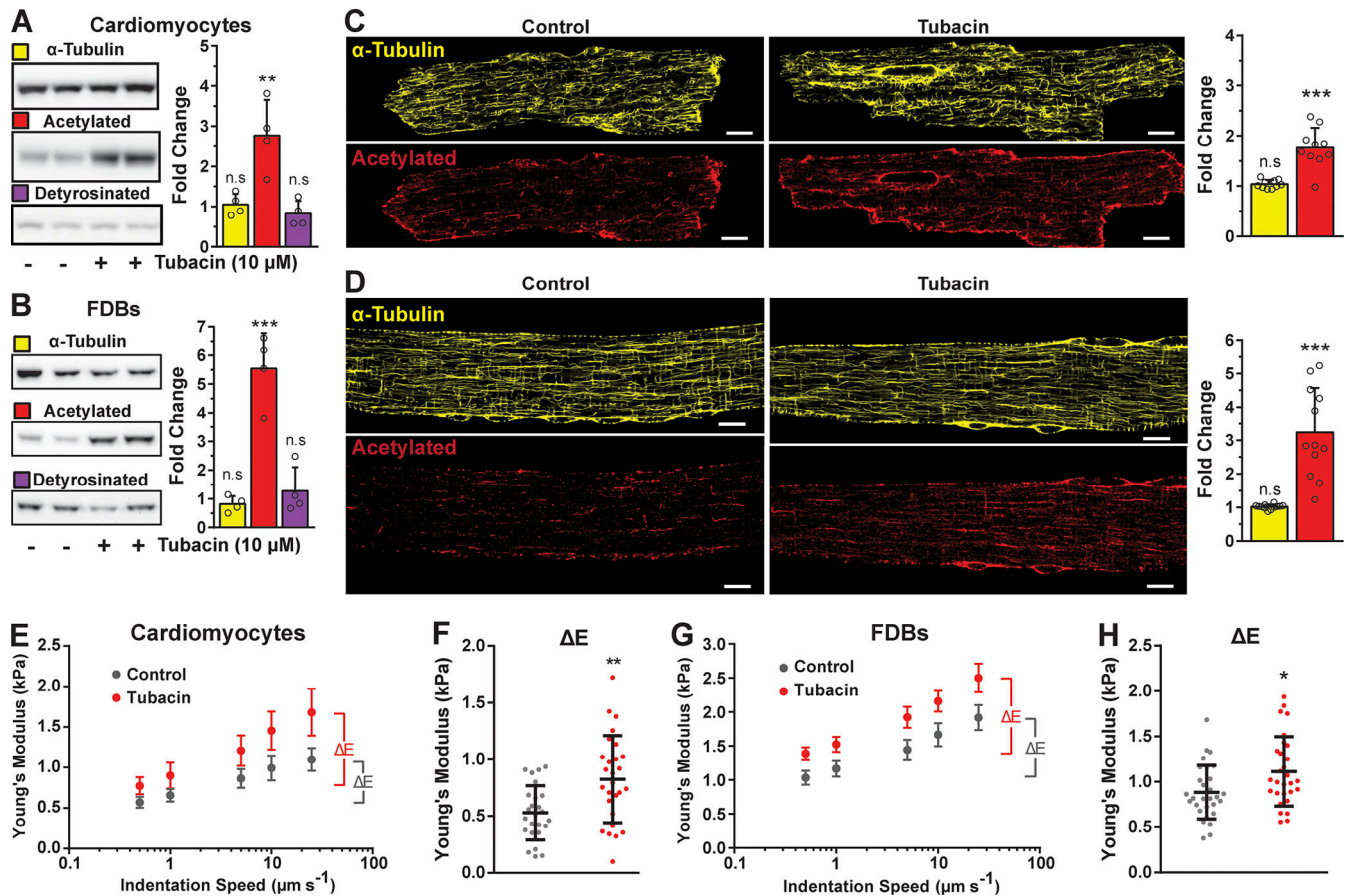 A
Cardiomyocytes
α-Tubulin
Acetylated
Detyrosinated
- - + + Tubacin (10 µM)
Fold Change
5
4
3
2
1
0
n.s
**
n.s
B
FDBs
α-Tubulin
Acetylated
Detyrosinated
- - + + Tubacin (10 µM)
Fold Change
7
6
5
4
3
2
1
0
n.s
***
n.s
C
Control
Tubacin
α-Tubulin
Acetylated
Fold Change
4
3
2
1
0
n.s
***
D
Control
Tubacin
α-Tubulin
Acetylated
Fold Change
6
5
4
3
2
1
0
n.s
***
E
Cardiomyocytes
Young's Modulus (kPa)
2.5
2.0
1.5
1.0
0.5
0.0
Control
Tubacin
ΔE
ΔE
0.1 1 10 100
Indentation Speed (µm s⁻¹)
F
ΔE
Young's Modulus (kPa)
2.0
1.5
1.0
0.5
0.0
**
G
FDBs
Young's Modulus (kPa)
3.0
2.5
2.0
1.5
1.0
0.5
0.0
Control
Tubacin
ΔE
ΔE
0.1 1 10 100
Indentation Speed (µm s⁻¹)
H
ΔE
Young's Modulus (kPa)
2.5
2.0
1.5
1.0
0.5
0.0
*